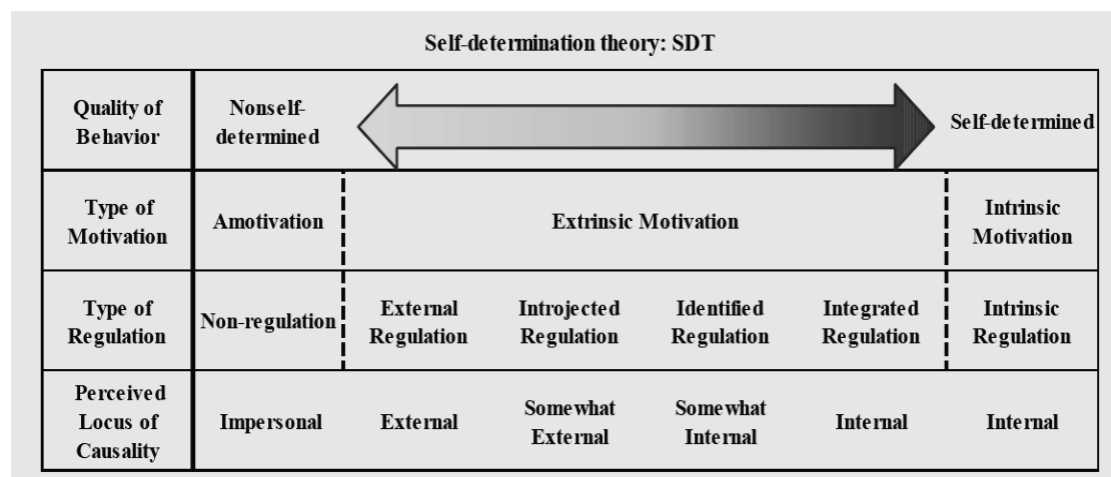 Self-determination theory: SDT
Quality of
Behavior
Nonself-
determined
Self-determined
Type of
Motivation
Amotivation
Extrinsic Motivation
Intrinsic
Motivation
Type of
Regulation
Non-regulation
External
Regulation
Introjected
Regulation
Identified
Regulation
Integrated
Regulation
Intrinsic
Regulation
Perceived
Locus of
Causality
Impersonal
External
Somewhat
External
Somewhat
Internal
Internal
Internal